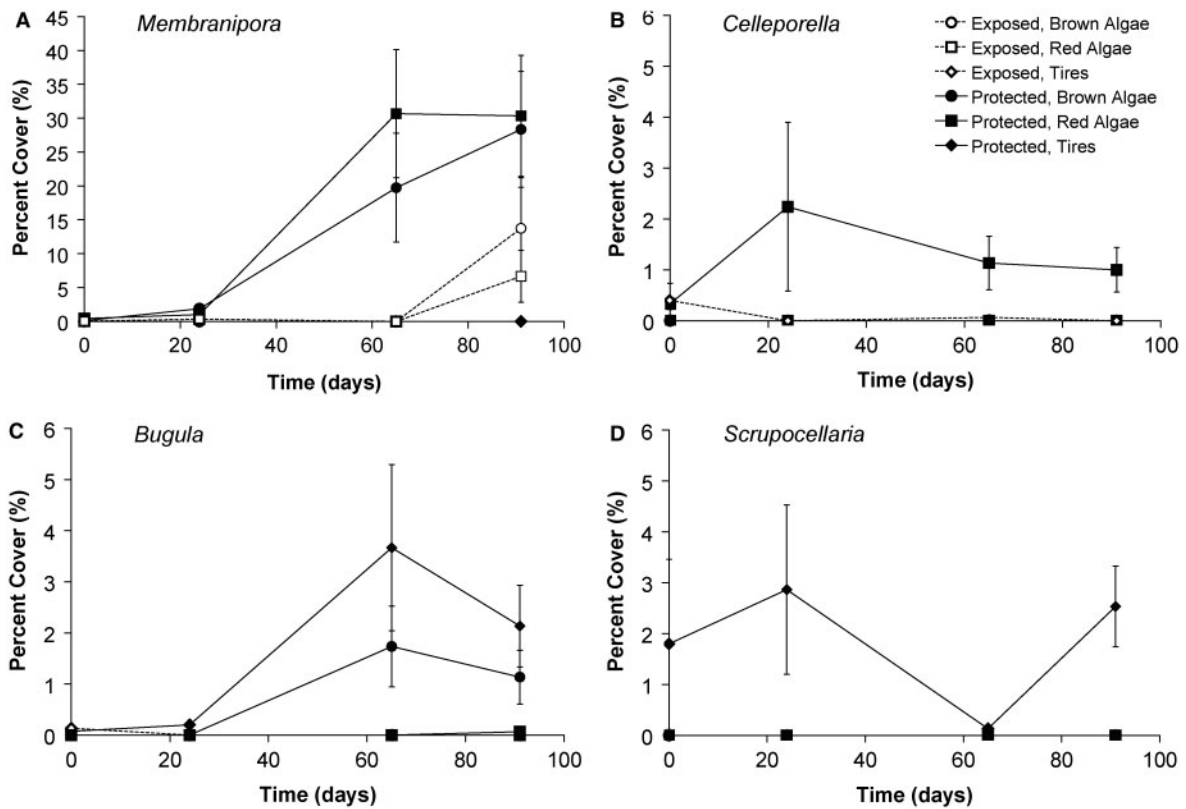 A
Membranipora
45
40
35
30
25
20
15
10
5
0
Percent Cover (%)
0 20 40 60 80 100
Time (days)
B
Celleporella
6
5
4
3
2
1
0
Percent Cover (%)
0 20 40 60 80 100
Time (days)
Exposed, Brown Algae
Exposed, Red Algae
Exposed, Tires
Protected, Brown Algae
Protected, Red Algae
Protected, Tires
C
Bugula
6
5
4
3
2
1
0
Percent Cover (%)
0 20 40 60 80 100
Time (days)
D
Scrupocellaria
6
5
4
3
2
1
0
Percent Cover (%)
0 20 40 60 80 100
Time (days)